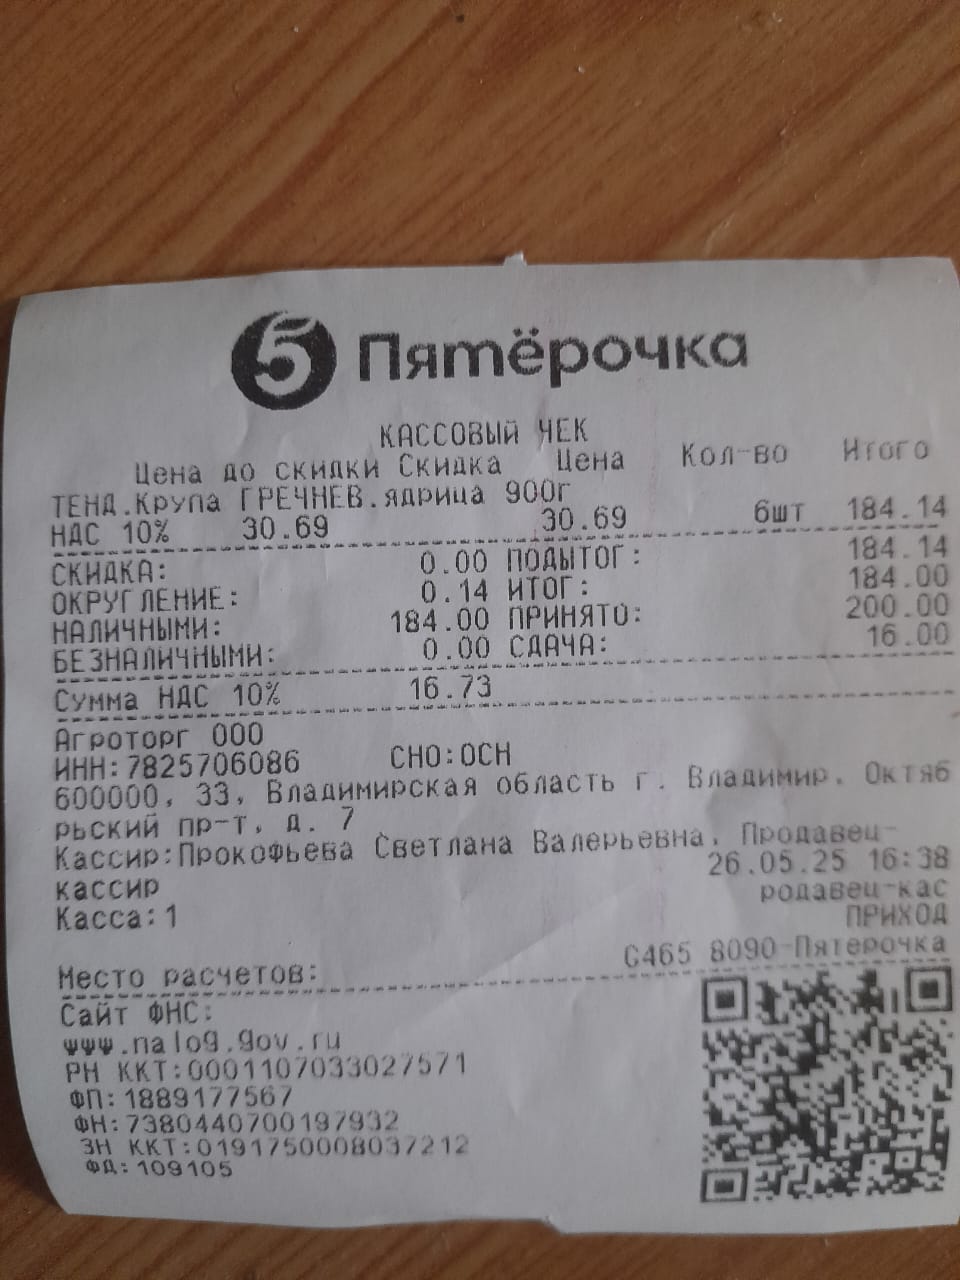 5 Пятёрочка
КАССОВЫЙ ЧЕК
Цена до скидки Скидка Цена Кол-во Итого
ТЕНД.Крупа ГРЕЧНЕВ.ядрица 900г
НДС 10% 30.69 30.69 6шт 184.14
СКИДКА: 0.00 ПОДЫТОГ: 184.14
ОКРУГЛЕНИЕ: 0.14 ИТОГ: 184.00
НАЛИЧНЫМИ: 184.00 ПРИНЯТО: 200.00
БЕЗНАЛИЧНЫМИ: 0.00 СДАЧА: 16.00
Сумма НДС 10% 16.73
Агроторг ООО
ИНН:7825706086 СНО:ОСН
600000, 33, Владимирская область г. Владимир, Октяб
рьский пр-т, д. 7
Кассир:Прокофьева Светлана Валерьевна, Продавец-
кассир 26.05.25 16:38
родавец-кас
Касса:1 ПРИХОД
Место расчетов: G465 8090-Пятерочка
Сайт ФНС:
www.nalog.gov.ru
РН ККТ:0001107033027571
ФП:1889177567
ФН:7380440700197932
ЗН ККТ:0191750008037212
ФД:109105